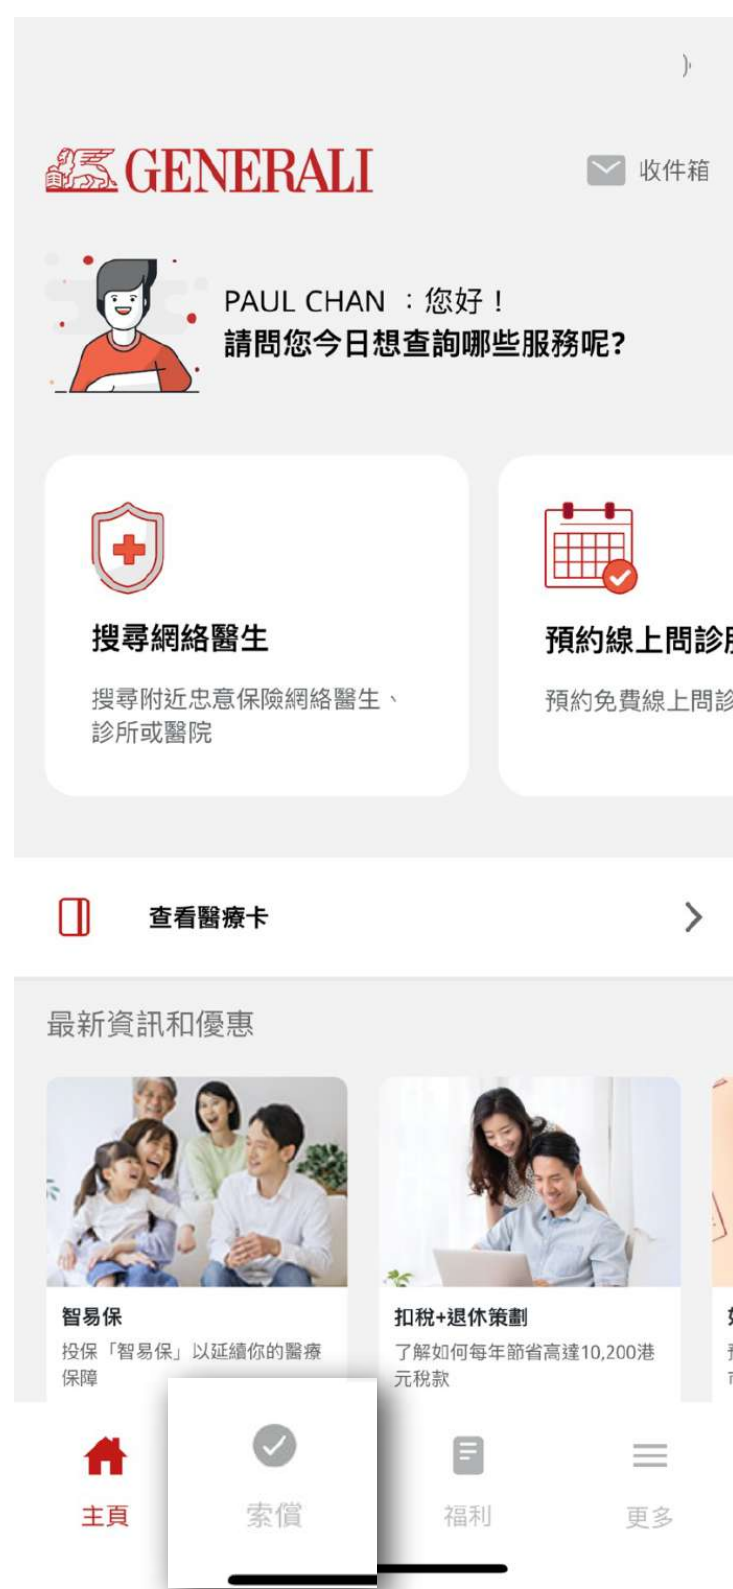 GENERALI
收件箱
PAUL CHAN ：您好！
請問您今日想查詢哪些服務呢?
搜尋網絡醫生
搜尋附近忠意保險網絡醫生、
診所或醫院
預約線上問診
預約免費線上問診
查看醫療卡
最新資訊和優惠
智易保
投保「智易保」以延續你的醫療
保障
扣稅+退休策劃
了解如何每年節省高達10,200港
元稅款
主頁
索償
福利
更多